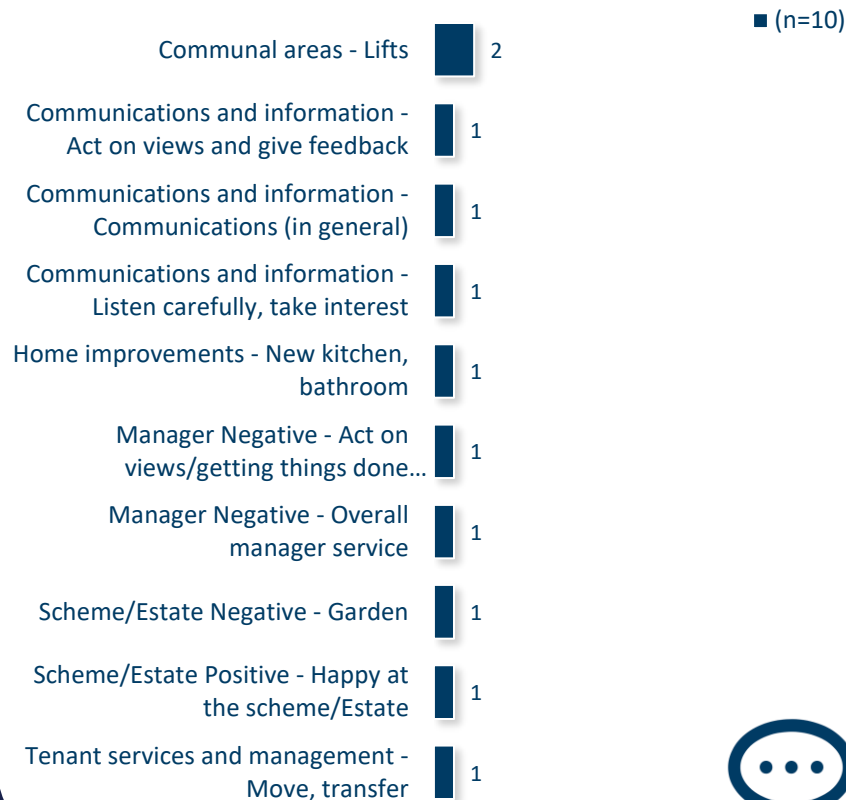 (n=10)
Communal areas - Lifts 2
Communications and information -
Act on views and give feedback 1
Communications and information -
Communications (in general) 1
Communications and information -
Listen carefully, take interest 1
Home improvements - New kitchen,
bathroom 1
Manager Negative - Act on
views/getting things done… 1
Manager Negative - Overall
manager service 1
Scheme/Estate Negative - Garden 1
Scheme/Estate Positive - Happy at
the scheme/Estate 1
Tenant services and management -
Move, transfer 1